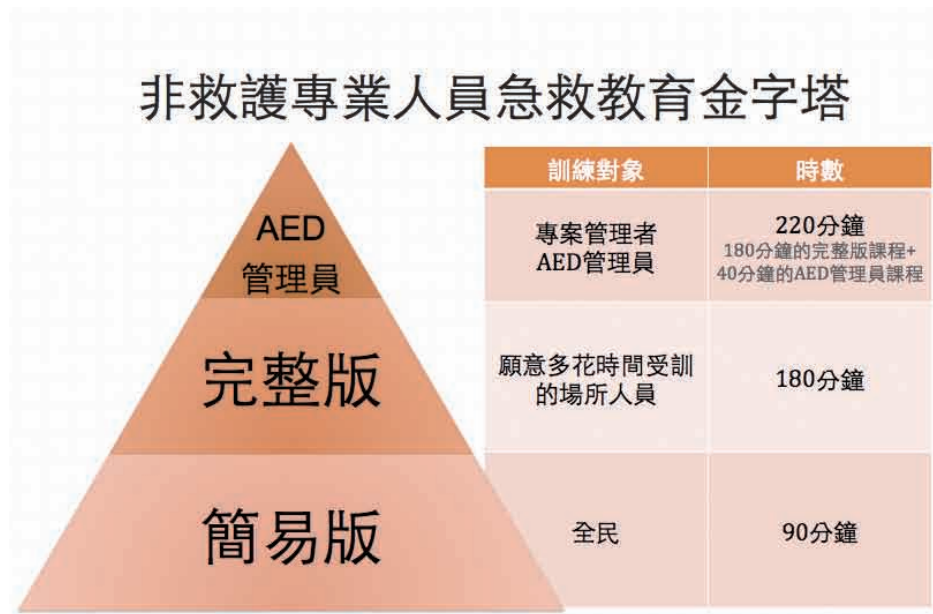 非救護專業人員急救教育金字塔
訓練對象
時數
AED
管理員
專案管理者
AED管理員
220分鐘
180分鐘的完整版課程+
40分鐘的AED管理員課程
完整版
願意多花時間受訓
的場所人員
180分鐘
簡易版
全民
90分鐘